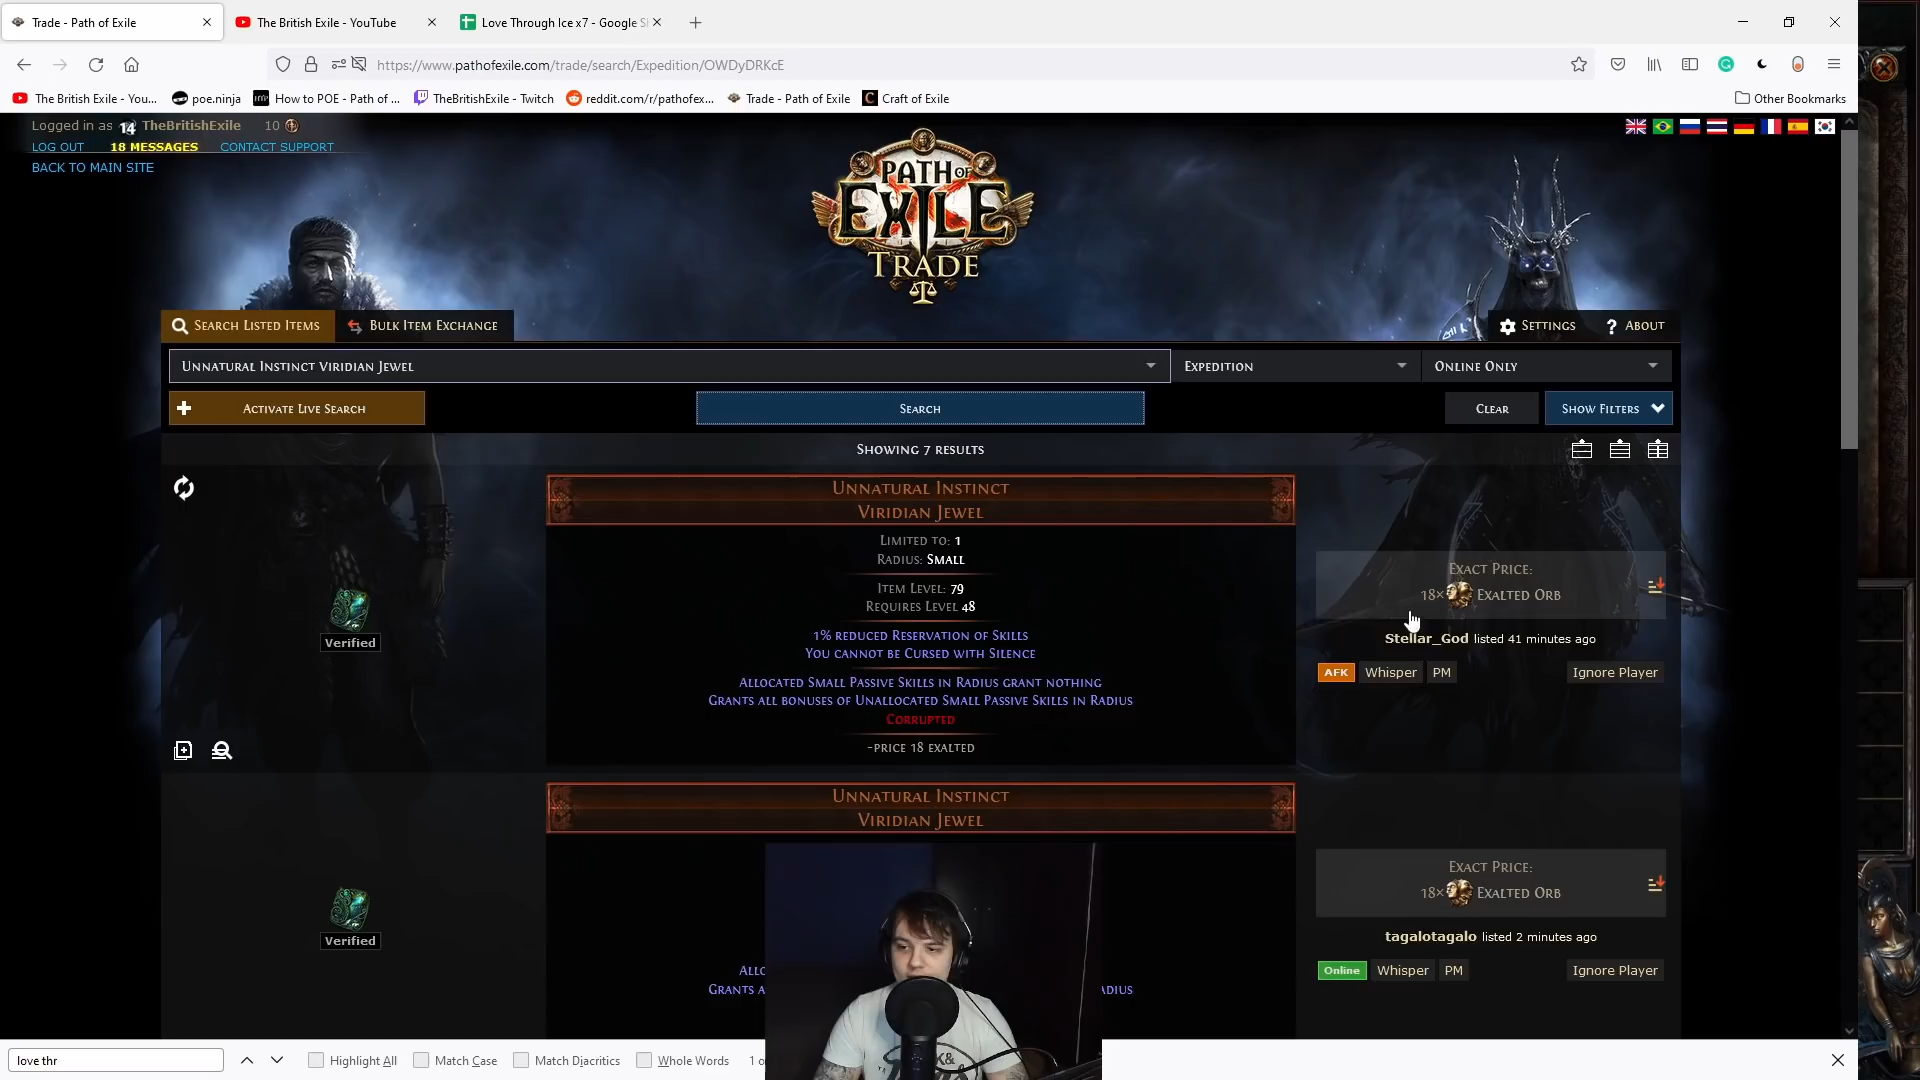 Trade - Path of Exile
The British Exile - YouTube
Love Through Ice x7 - Google S
https://www.pathofexile.com/trade/search/Expedition/OWDyDRKcE
The British Exile - You...
poe.ninja
How to POE - Path of ...
TheBritishExile - Twitch
reddit.com/r/pathofex...
Trade - Path of Exile
Craft of Exile
Other Bookmarks
Logged in as 14 TheBritishExile 10
LOG OUT 18 MESSAGES CONTACT SUPPORT
BACK TO MAIN SITE
PATH OF
EXILE
TRADE
Search Listed Items
Bulk Item Exchange
Settings
? About
Unnatural Instinct Viridian Jewel
Expedition
Online Only
Activate Live Search
Search
Clear
Show Filters
Showing 7 results
Unnatural Instinct
Viridian Jewel
Limited to: 1
Radius: Small
Item Level: 79
Requires Level 48
1% reduced Reservation of Skills
You cannot be Cursed with Silence
Allocated Small Passive Skills in Radius grant nothing
Grants all bonuses of Unallocated Small Passive Skills in Radius
Corrupted
~price 18 exalted
Verified
Exact Price:
18× Exalted Orb
Stellar_God listed 41 minutes ago
AFK Whisper PM Ignore Player
Unnatural Instinct
Viridian Jewel
Grants a
adius
Verified
Exact Price:
18× Exalted Orb
tagalotagalo listed 2 minutes ago
Online Whisper PM Ignore Player
love thr
Highlight All
Match Case
Match Diacritics
Whole Words